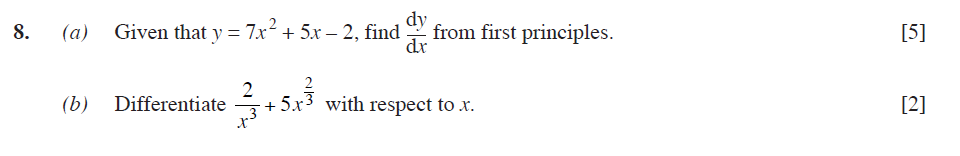 8. (a) Given that y = 7x² + 5x – 2, find dy/dx from first principles. [5]
(b) Differentiate 2/x³ + 5x^(2/3) with respect to x. [2]